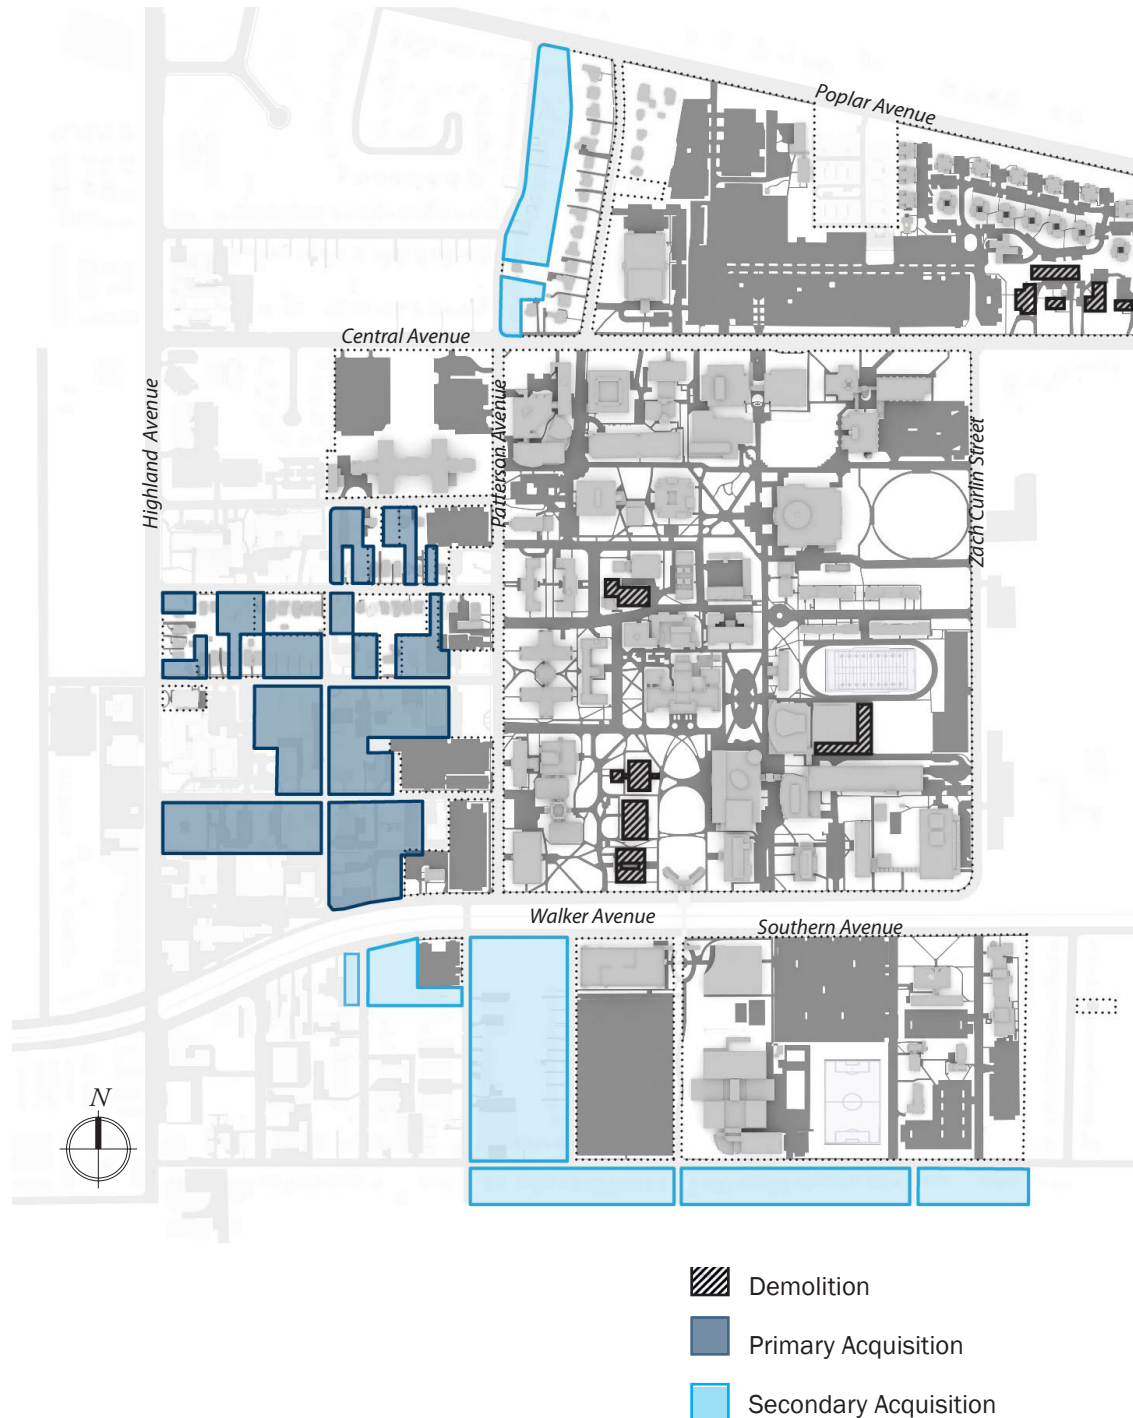 Poplar Avenue
Central Avenue
Highland Avenue
Patterson Avenue
Zach Curlin Street
Walker Avenue
Southern Avenue
N
Demolition
Primary Acquisition
Secondary Acquisition